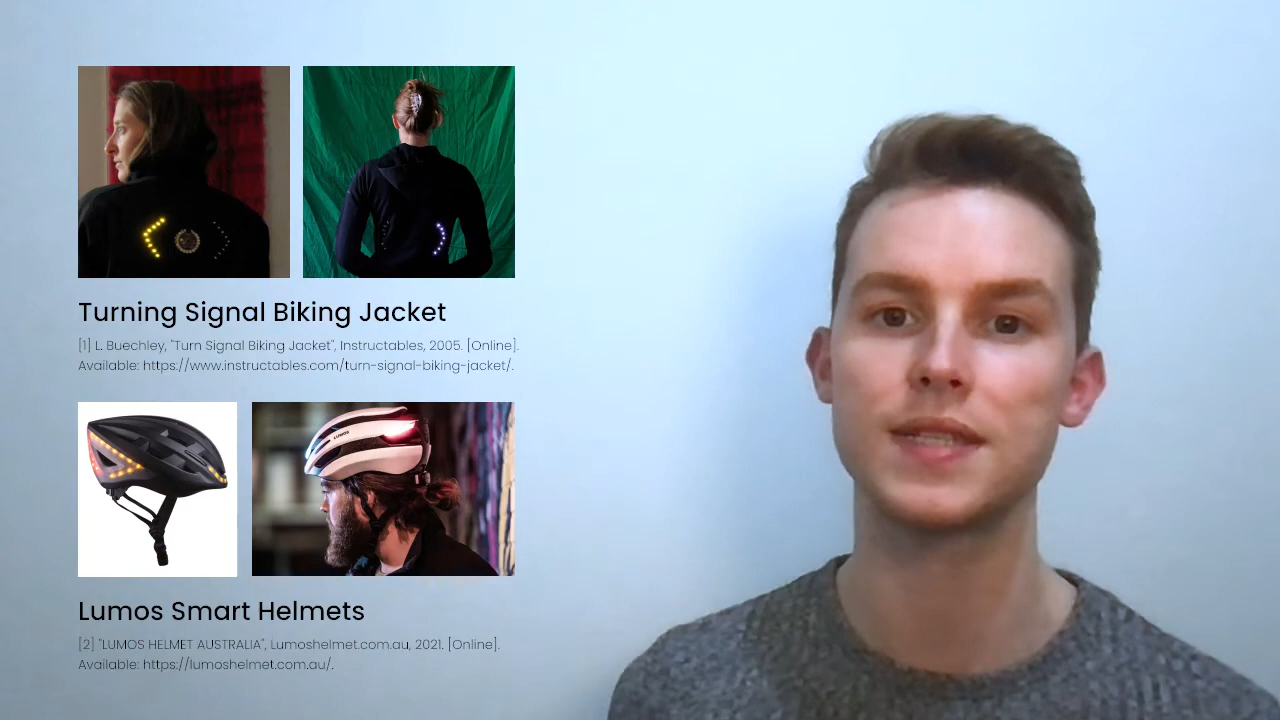 Turning Signal Biking Jacket
[1] L. Buechley, "Turn Signal Biking Jacket", Instructables, 2005. [Online].
Available: https://www.instructables.com/turn-signal-biking-jacket/.
LUMOS
Lumos Smart Helmets
[2] "LUMOS HELMET AUSTRALIA", Lumoshelmet.com.au, 2021. [Online].
Available: https://lumoshelmet.com.au/.